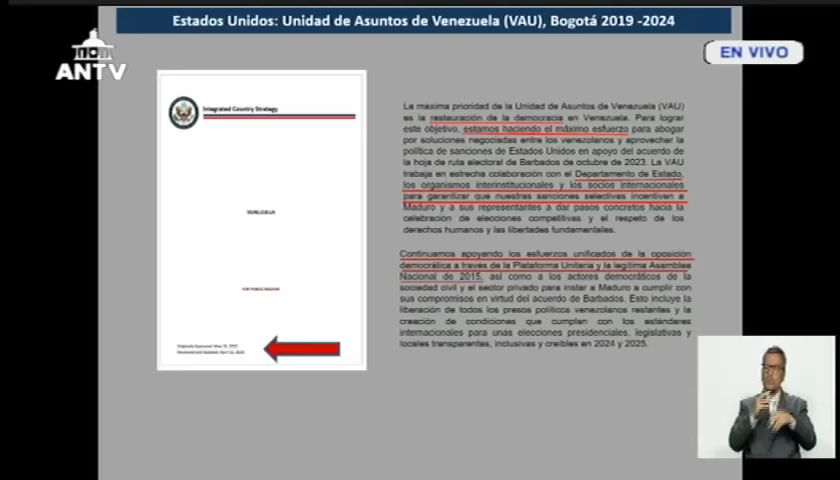 Estados Unidos: Unidad de Asuntos de Venezuela (VAU), Bogotá 2019 -2024
ANTV
EN VIVO
Integrated Country Strategy
VENEZUELA
FOR PUBLIC RELEASE
La máxima prioridad de la Unidad de Asuntos de Venezuela (VAU)
es la restauración de la democracia en Venezuela. Para lograr
este objetivo, estamos haciendo el máximo esfuerzo para abogar
por soluciones negociadas entre los venezolanos y aprovechar la
política de sanciones de Estados Unidos en apoyo del acuerdo de
la hoja de ruta electoral de Barbados de octubre de 2023. La VAU
trabaja en estrecha colaboración con el Departamento de Estado,
los organismos interinstitucionales y los socios internacionales
para garantizar que nuestras sanciones selectivas incentiven a
Maduro y a sus representantes a dar pasos concretos hacia la
celebración de elecciones competitivas y el respeto de los
derechos humanos y las libertades fundamentales.
Continuamos apoyando los esfuerzos unificados de la oposición
democrática a través de la Plataforma Unitaria y la legítima Asamblea
Nacional de 2015, así como a los actores democráticos de la
sociedad civil y el sector privado para instar a Maduro a cumplir con
sus compromisos en virtud del acuerdo de Barbados. Esto incluye la
liberación de todos los presos políticos venezolanos restantes y la
creación de condiciones que cumplan con los estándares
internacionales para unas elecciones presidenciales, legislativas y
locales transparentes, inclusivas y creíbles en 2024 y 2025.